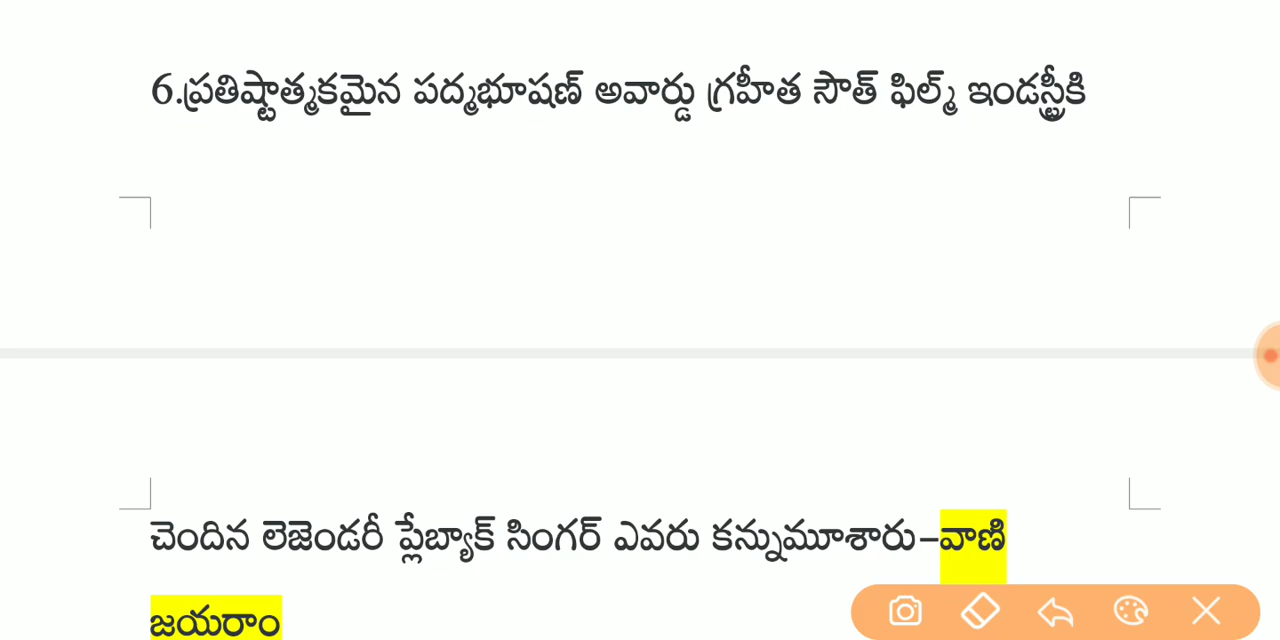 6.ప్రతిష్టాత్మకమైన పద్మభూషణ్ అవార్డు గ్రహీత సౌత్ ఫిల్మ్ ఇండస్ట్రీకి
చెందిన లెజెండరీ ప్లేబ్యాక్ సింగర్ ఎవరు కన్నుమూశారు-వాణి
జయరాం